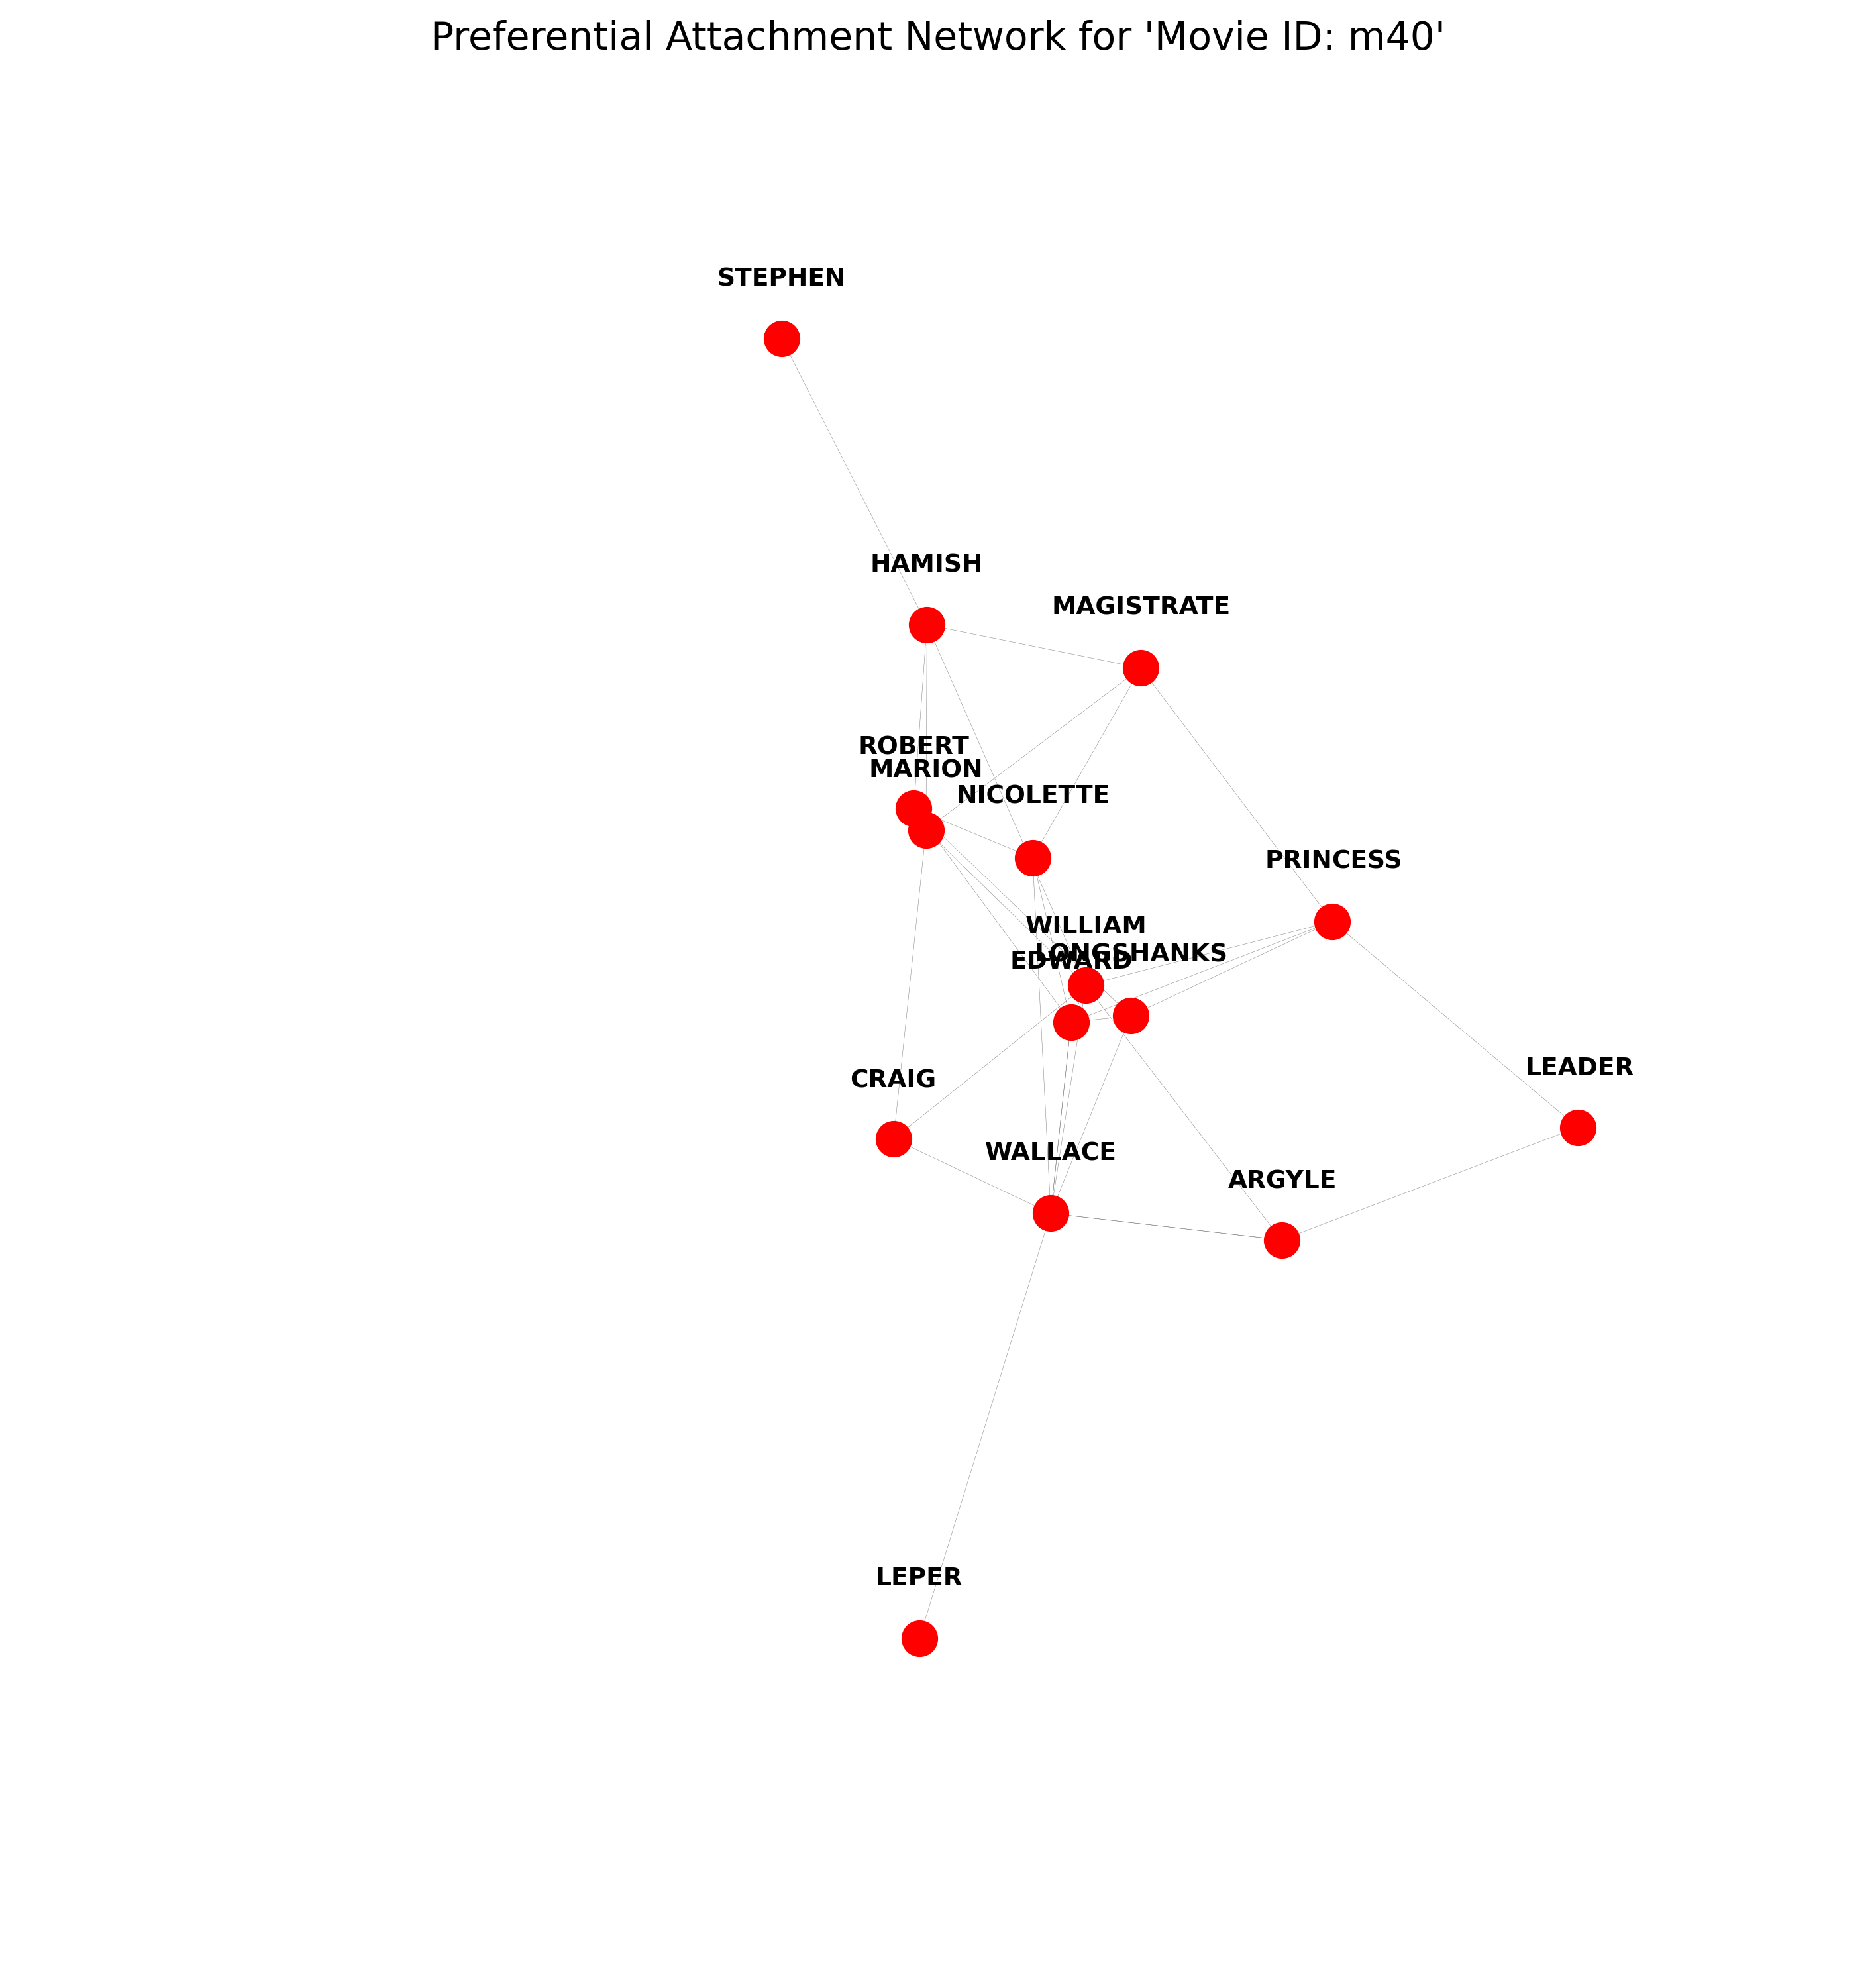 Preferential Attachment Network for 'Movie ID: m40'
STEPHEN
HAMISH
MAGISTRATE
ROBERT
MARION
NICOLETTE
PRINCESS
WILLIAM
LONGSHANKS
EDWARD
LEADER
CRAIG
WALLACE
ARGYLE
LEPER